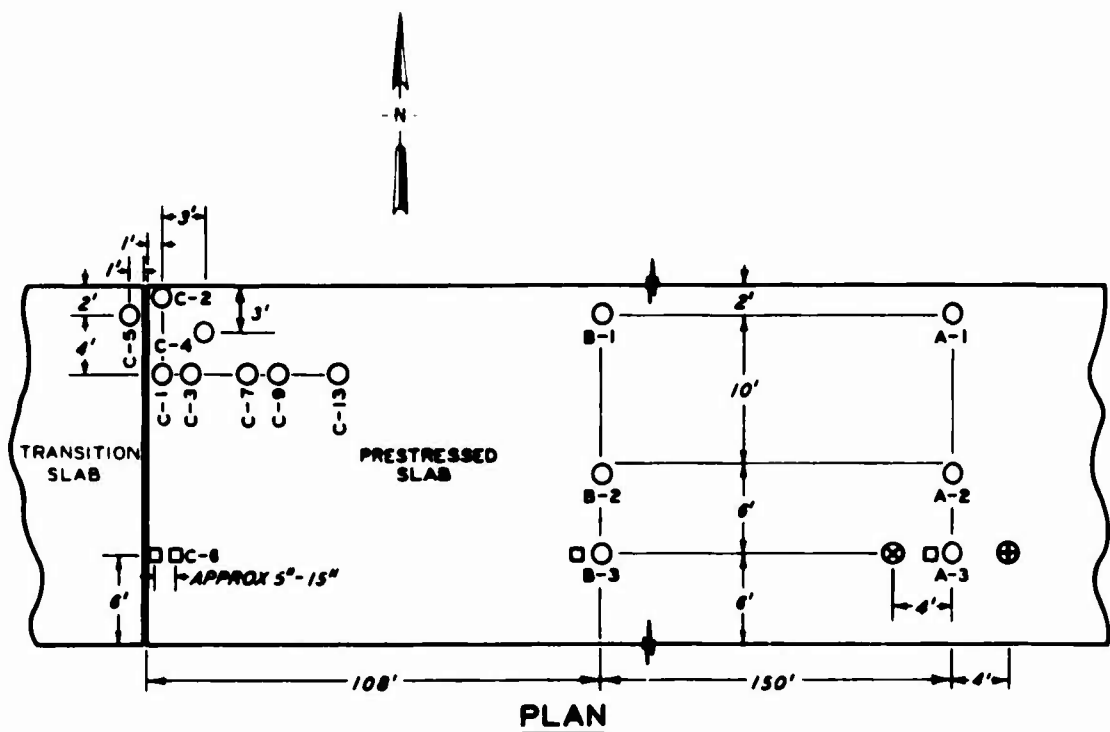 N
3'
1'
1'
2'
C-2
3'
2'
C-5
C-4
4'
B-1
A-1
C-1
C-3
C-7
C-9
C-13
10'
TRANSITION
SLAB
PRESTRESSED
SLAB
B-2
A-2
6'
C-6
APPROX 5"-15"
B-3
A-3
6'
6'
4'
108'
150'
4'
PLAN